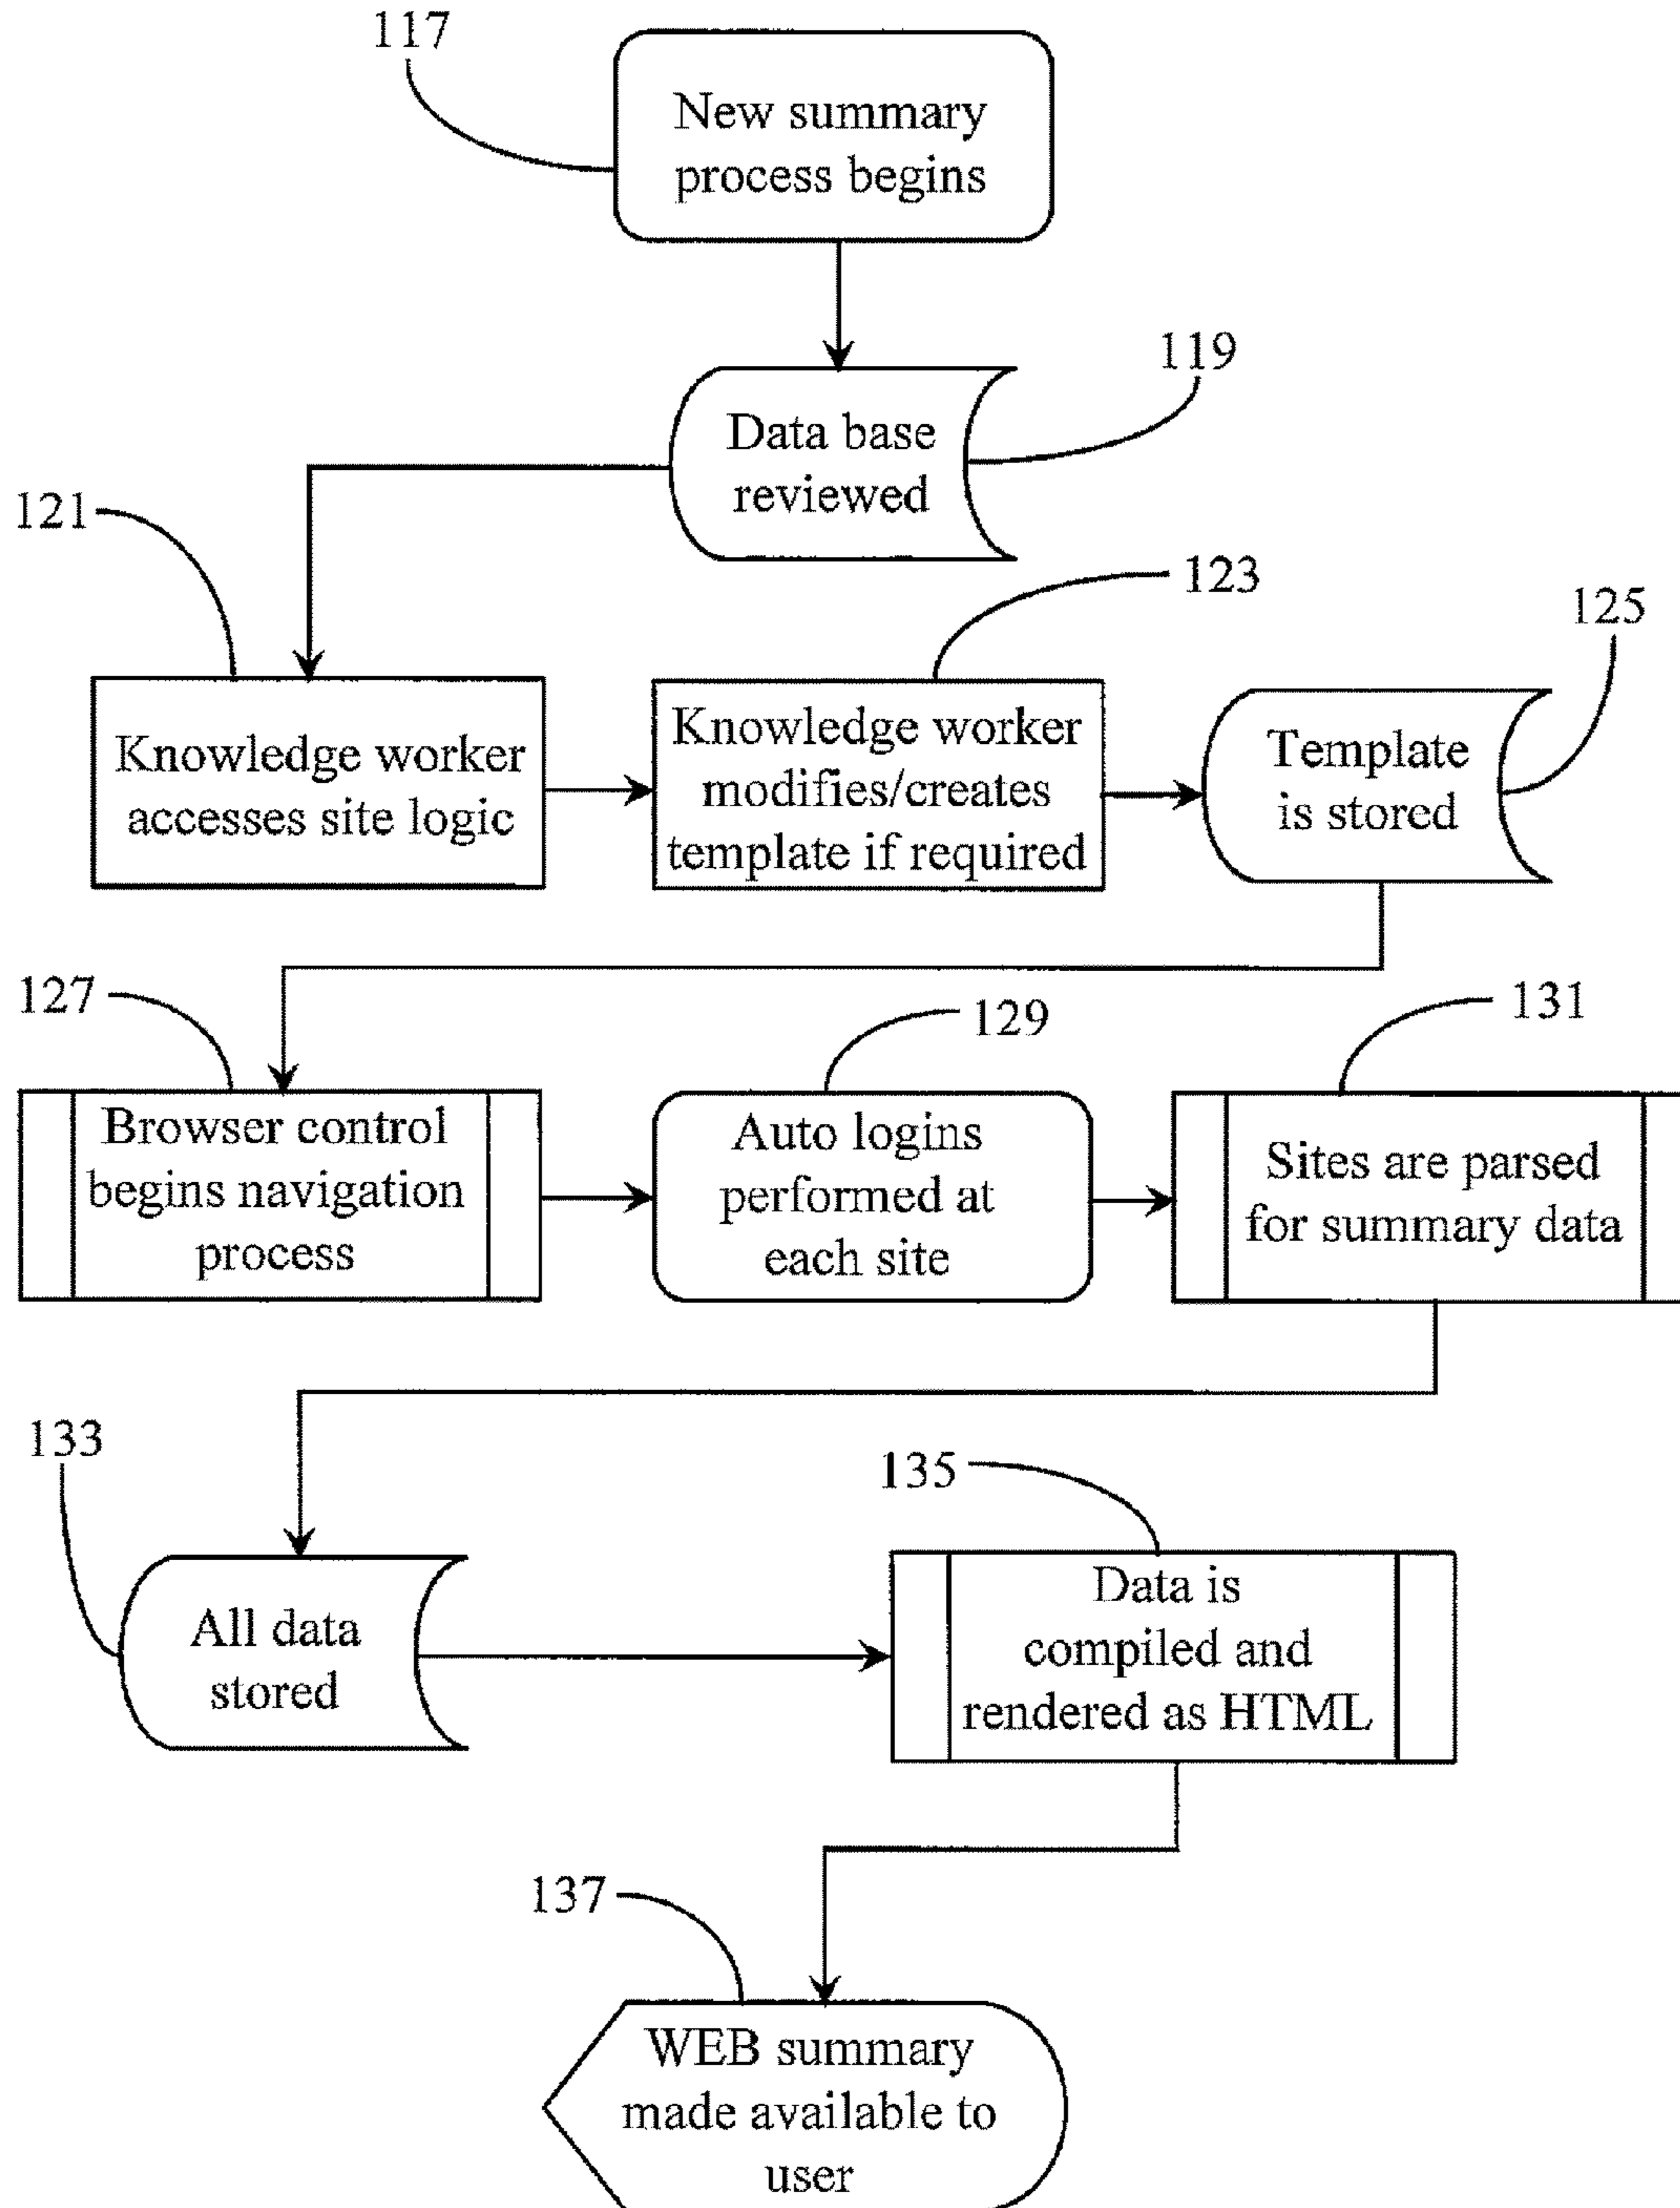 117
New summary
process begins
119
Data base
reviewed
121
123
125
Knowledge worker
accesses site logic
Knowledge worker
modifies/creates
template if required
Template
is stored
127
129
131
Browser control
begins navigation
process
Auto logins
performed at
each site
Sites are parsed
for summary data
133
135
All data
stored
Data is
compiled and
rendered as HTML
137
WEB summary
made available to
user